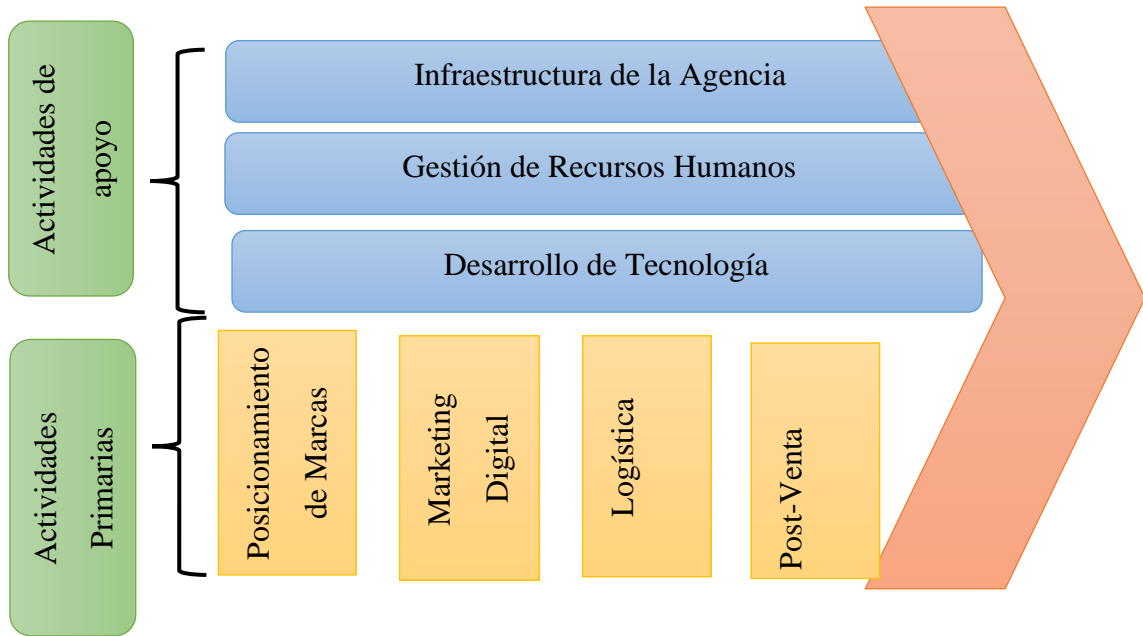 Actividades de
apoyo
Infraestructura de la Agencia
Gestión de Recursos Humanos
Desarrollo de Tecnología
Actividades
Primarias
Posicionamiento
de Marcas
Marketing
Digital
Logística
Post-Venta